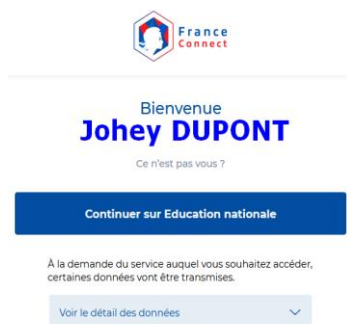 France
Connect
Bienvenue
Johey DUPONT
Ce n'est pas vous ?
Continuer sur Education nationale
À la demande du service auquel vous souhaitez accéder,
certaines données vont être transmises.
Voir le détail des données